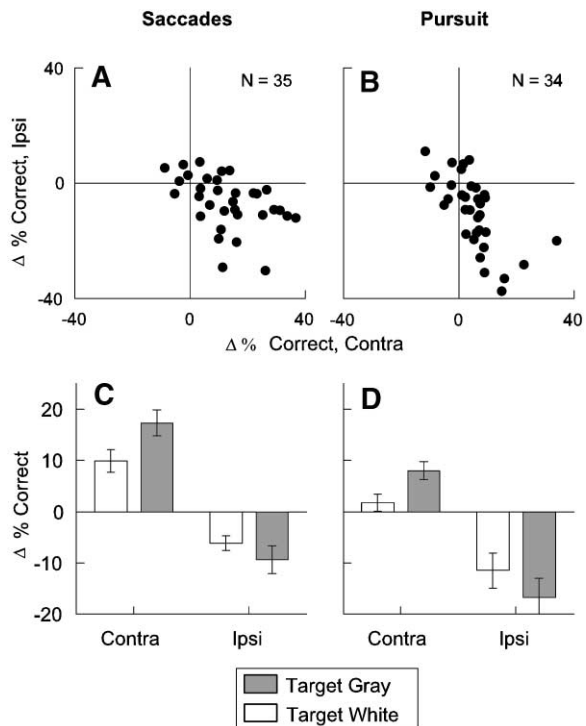 Saccades
Pursuit
A
N = 35
B
N = 34
40
0
-40
Δ % Correct, Ipsi
-40
0
40
-40
0
40
Δ % Correct, Contra
C
D
20
10
0
-10
-20
Δ % Correct
Contra
Ipsi
Contra
Ipsi
Target Gray
Target White